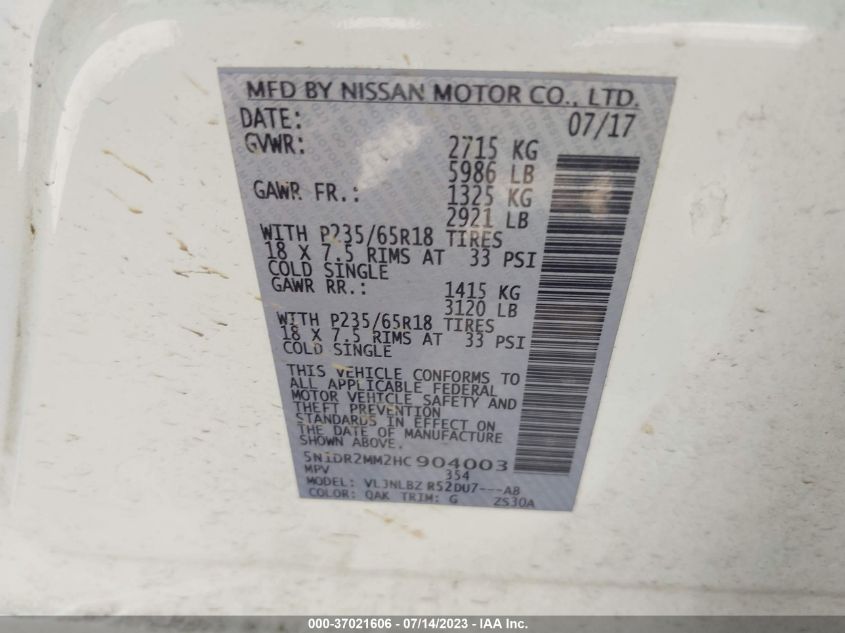 MFD BY NISSAN MOTOR CO., LTD.
DATE: 07/17
GVWR: 2715 KG
5986 LB
GAWR FR.: 1325 KG
2921 LB
WITH P235/65R18 TIRES
18 X 7.5 RIMS AT 33 PSI
COLD SINGLE
GAWR RR.: 1415 KG
3120 LB
WITH P235/65R18 TIRES
18 X 7.5 RIMS AT 33 PSI
COLD SINGLE
THIS VEHICLE CONFORMS TO
ALL APPLICABLE FEDERAL
MOTOR VEHICLE SAFETY AND
THEFT PREVENTION
STANDARDS IN EFFECT ON
THE DATE OF MANUFACTURE
SHOWN ABOVE.
5N1DR2MM2HC904003
MPV 354
MODEL: VLJNLBZ R52DU7---AB
COLOR: QAK TRIM: G ZS30A
000-37021606 - 07/14/2023 - IAA Inc.